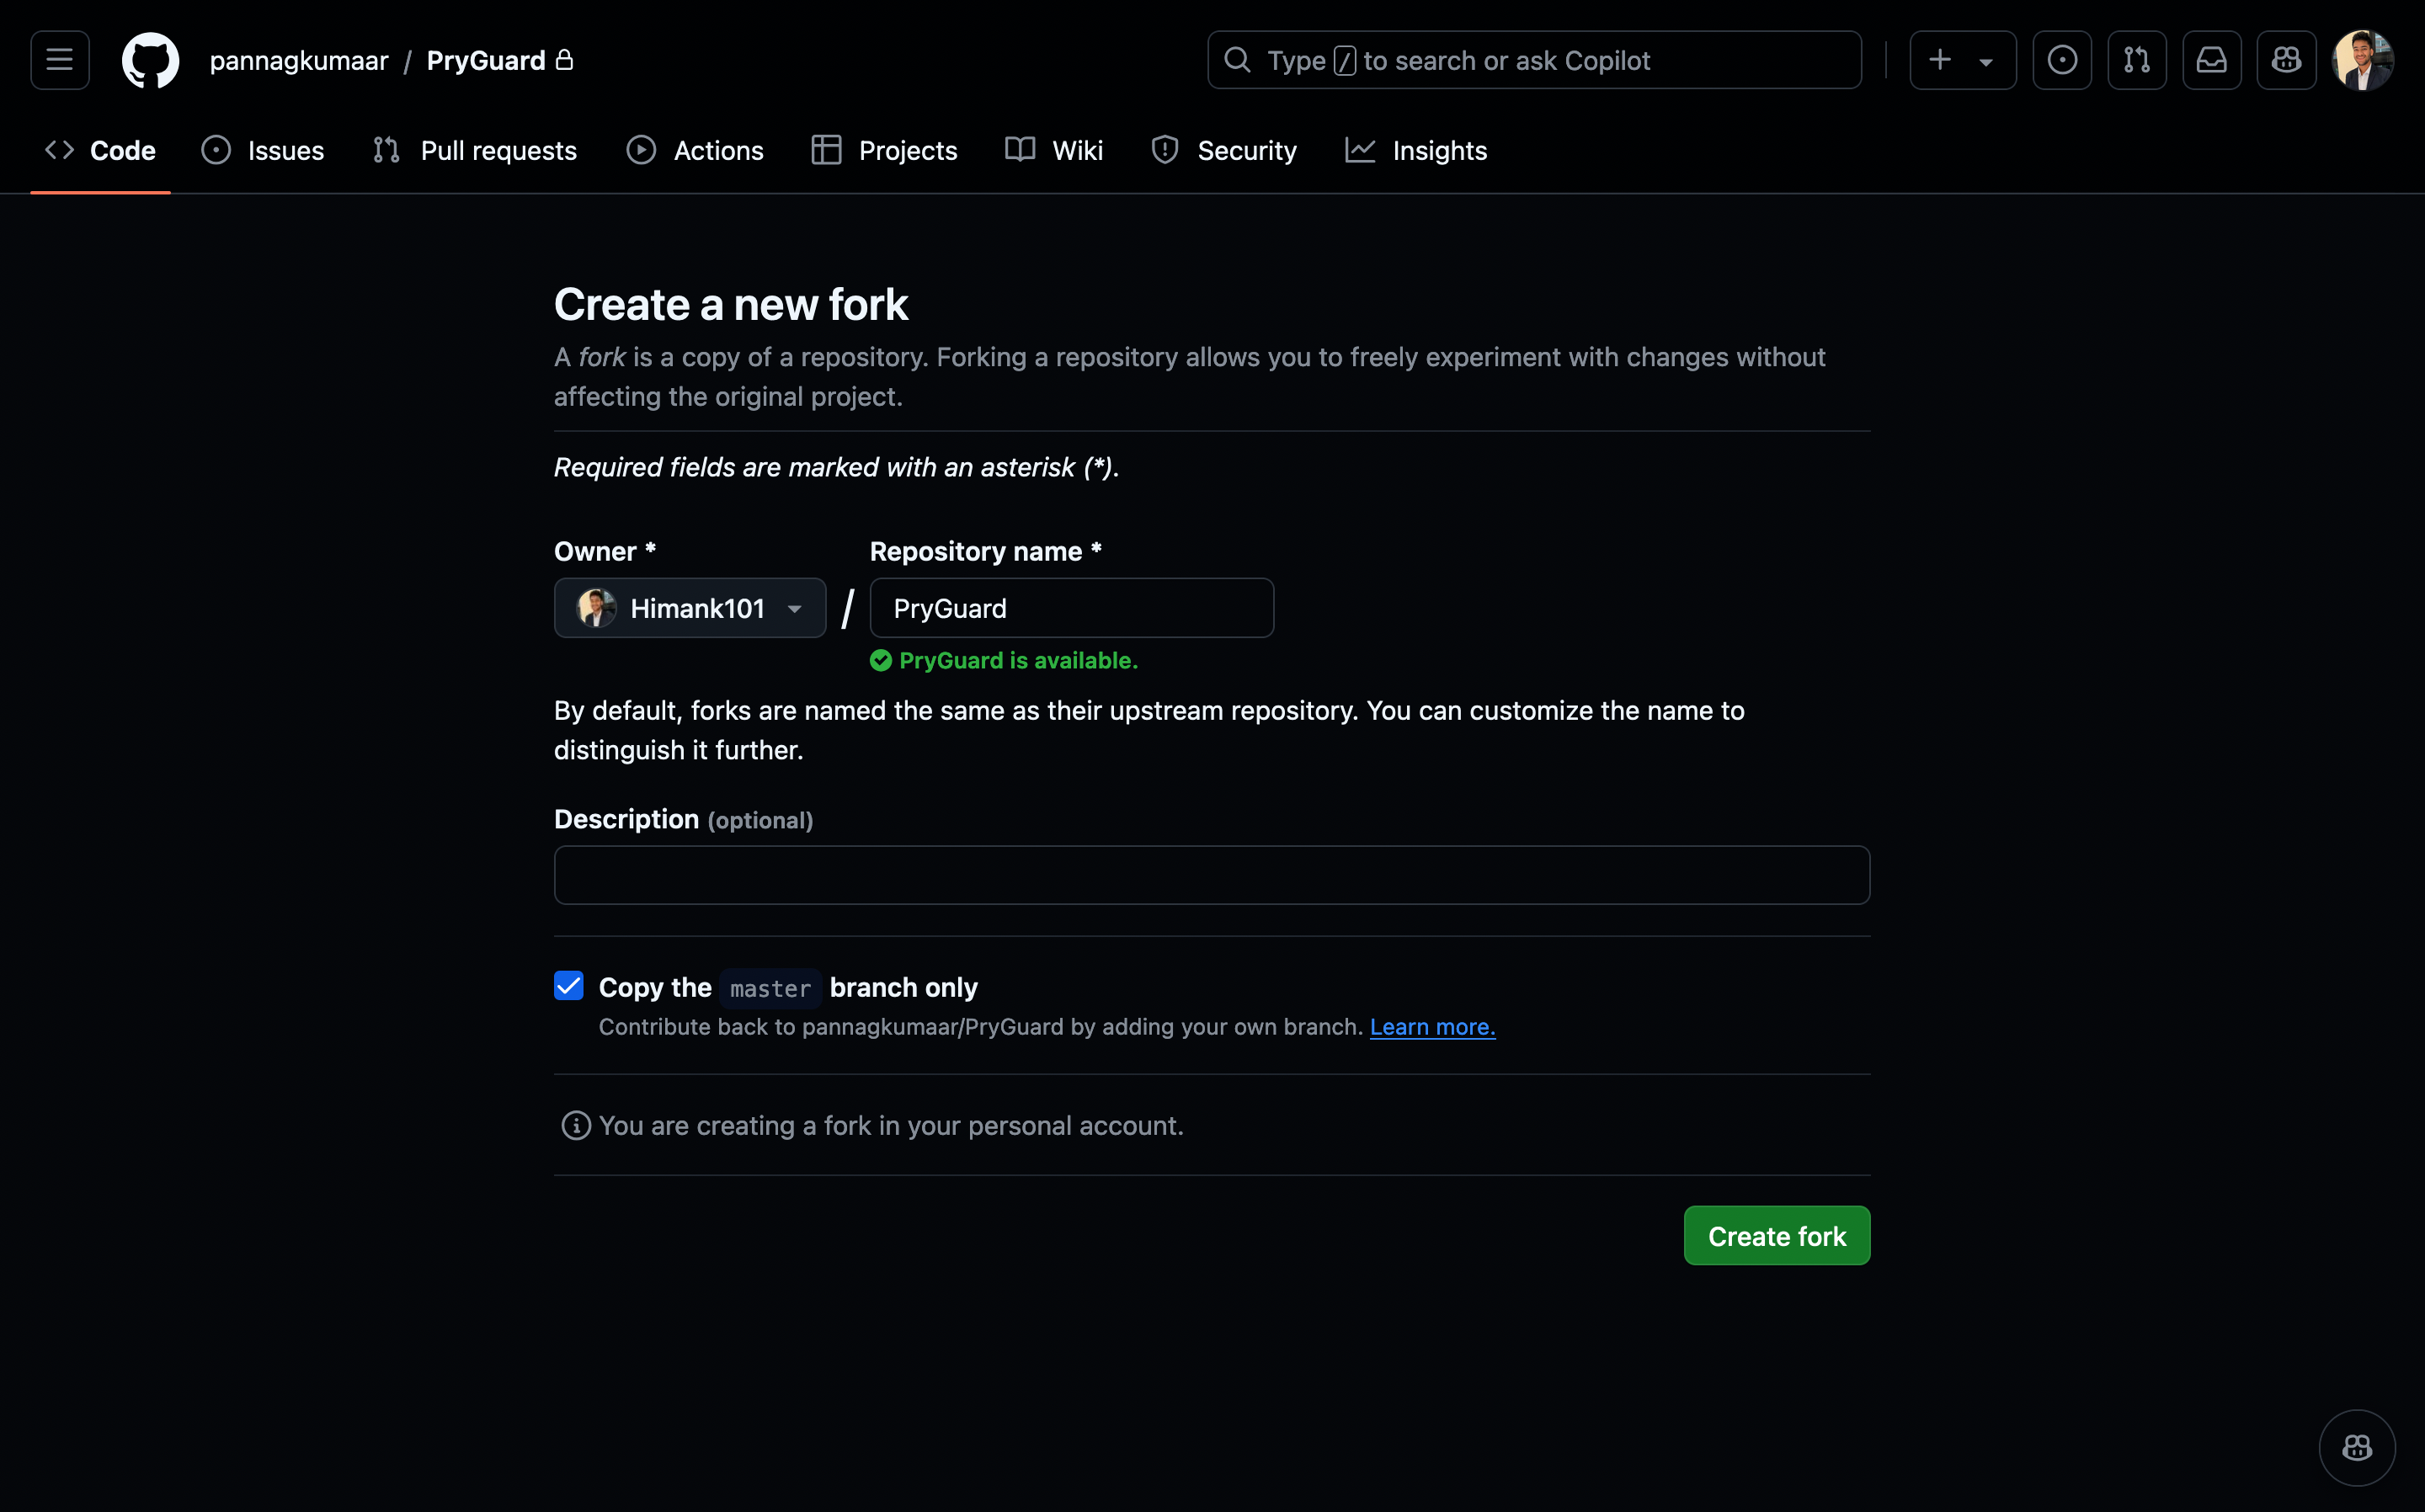 pannagkumaar / PryGuard
Type / to search or ask Copilot
Code
Issues
Pull requests
Actions
Projects
Wiki
Security
Insights
Create a new fork
A fork is a copy of a repository. Forking a repository allows you to freely experiment with changes without
affecting the original project.
Required fields are marked with an asterisk (*).
Owner *
Repository name *
Himank101 / PryGuard
PryGuard is available.
By default, forks are named the same as their upstream repository. You can customize the name to
distinguish it further.
Description (optional)
Copy the master branch only
Contribute back to pannagkumaar/PryGuard by adding your own branch. Learn more.
You are creating a fork in your personal account.
Create fork